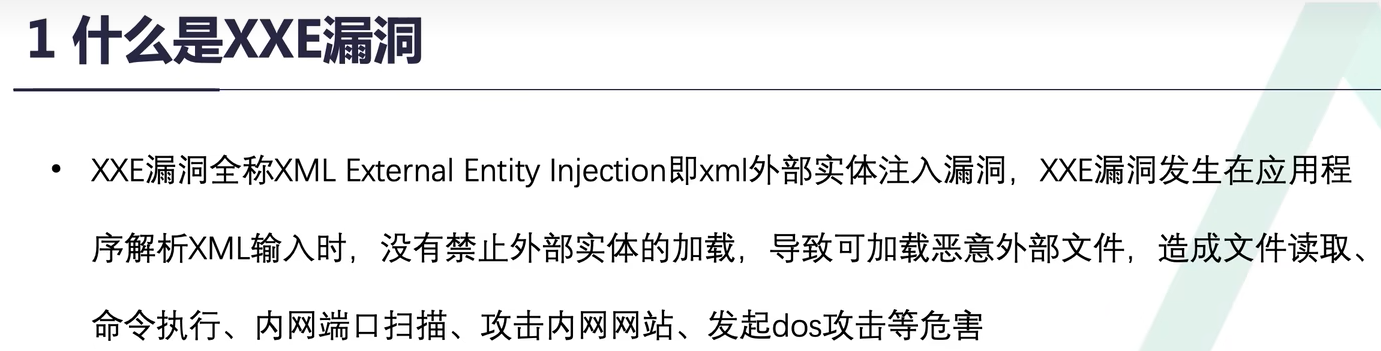 1 什么是XXE漏洞
• XXE漏洞全称XML External Entity Injection即xml外部实体注入漏洞，XXE漏洞发生在应用程
序解析XML输入时，没有禁止外部实体的加载，导致可加载恶意外部文件，造成文件读取、
命令执行、内网端口扫描、攻击内网网站、发起dos攻击等危害